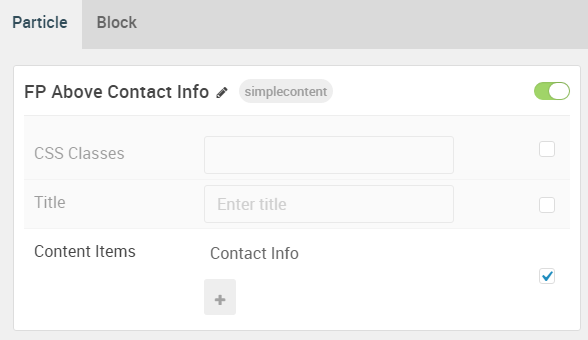 Particle Block
FP Above Contact Info simplecontent
CSS Classes
Title Enter title
Content Items Contact Info
+